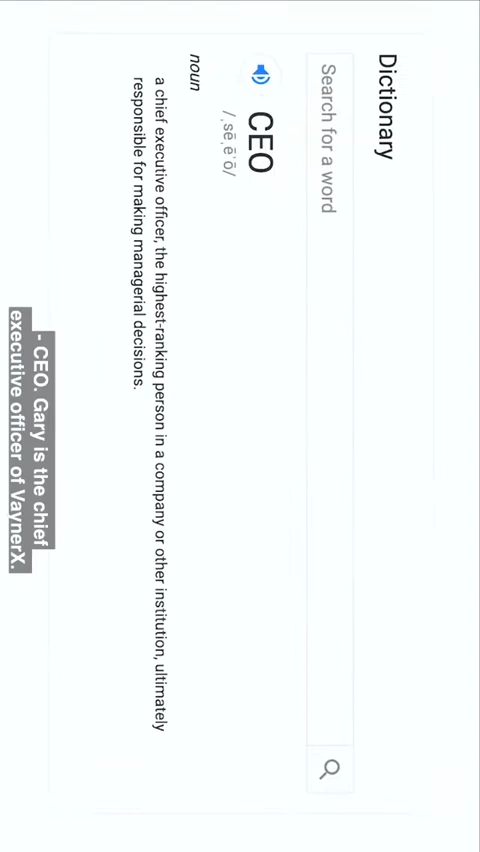 Dictionary
Search for a word
CEO
/ˌsēˌēˈō/
noun
a chief executive officer, the highest-ranking person in a company or other institution, ultimately
responsible for making managerial decisions.
- CEO. Gary is the chief
executive officer of VaynerX.